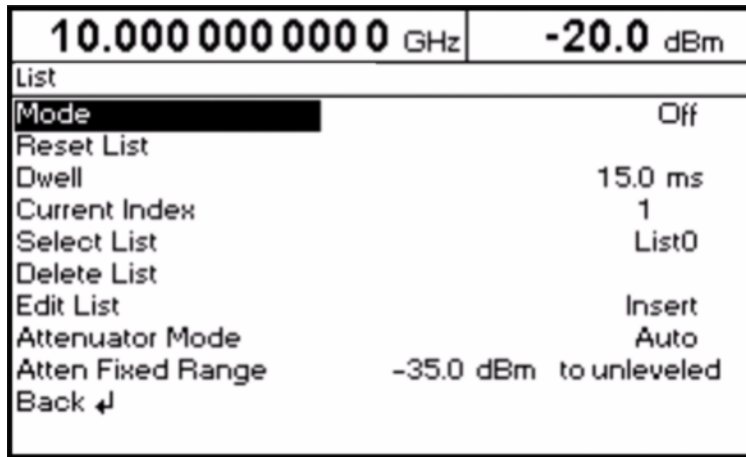 10.000 000 000 0 GHz -20.0 dBm
List
Mode Off
Reset List
Dwell 15.0 ms
Current Index 1
Select List List0
Delete List
Edit List Insert
Attenuator Mode Auto
Atten Fixed Range -35.0 dBm to unleveled
Back ↲